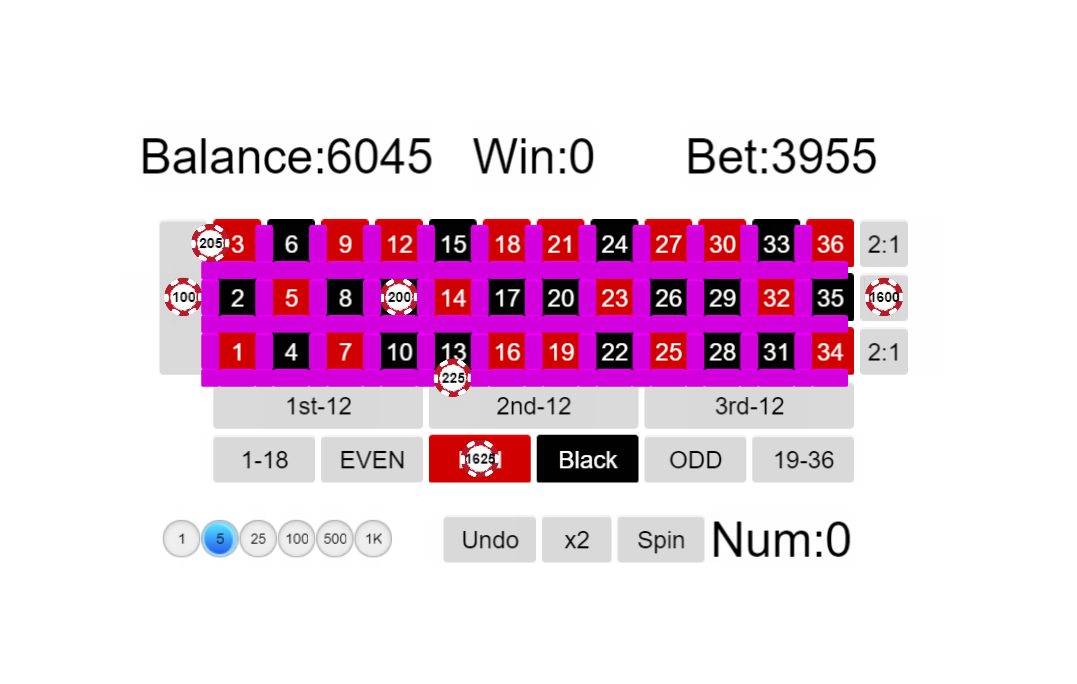 Balance:6045 Win:0 Bet:3955
205 3 6 9 12 15 18 21 24 27 30 33 36 2:1
100 2 5 8 200 14 17 20 23 26 29 32 35 1600
1 4 7 10 13 16 19 22 25 28 31 34 2:1
225
1st-12 2nd-12 3rd-12
1-18 EVEN 1625 Black ODD 19-36
1 5 25 100 500 1K Undo x2 Spin Num:0